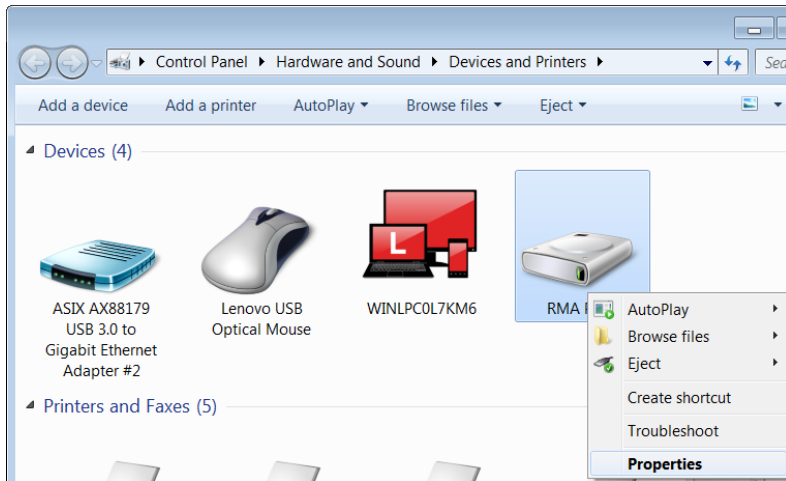 Control Panel Hardware and Sound Devices and Printers
Add a device Add a printer AutoPlay Browse files Eject
Devices (4)
ASIX AX88179
USB 3.0 to
Gigabit Ethernet
Adapter #2
Lenovo USB
Optical Mouse
L
WINLPC0L7KM6
RMA
AutoPlay
Browse files
Eject
Create shortcut
Troubleshoot
Properties
Printers and Faxes (5)